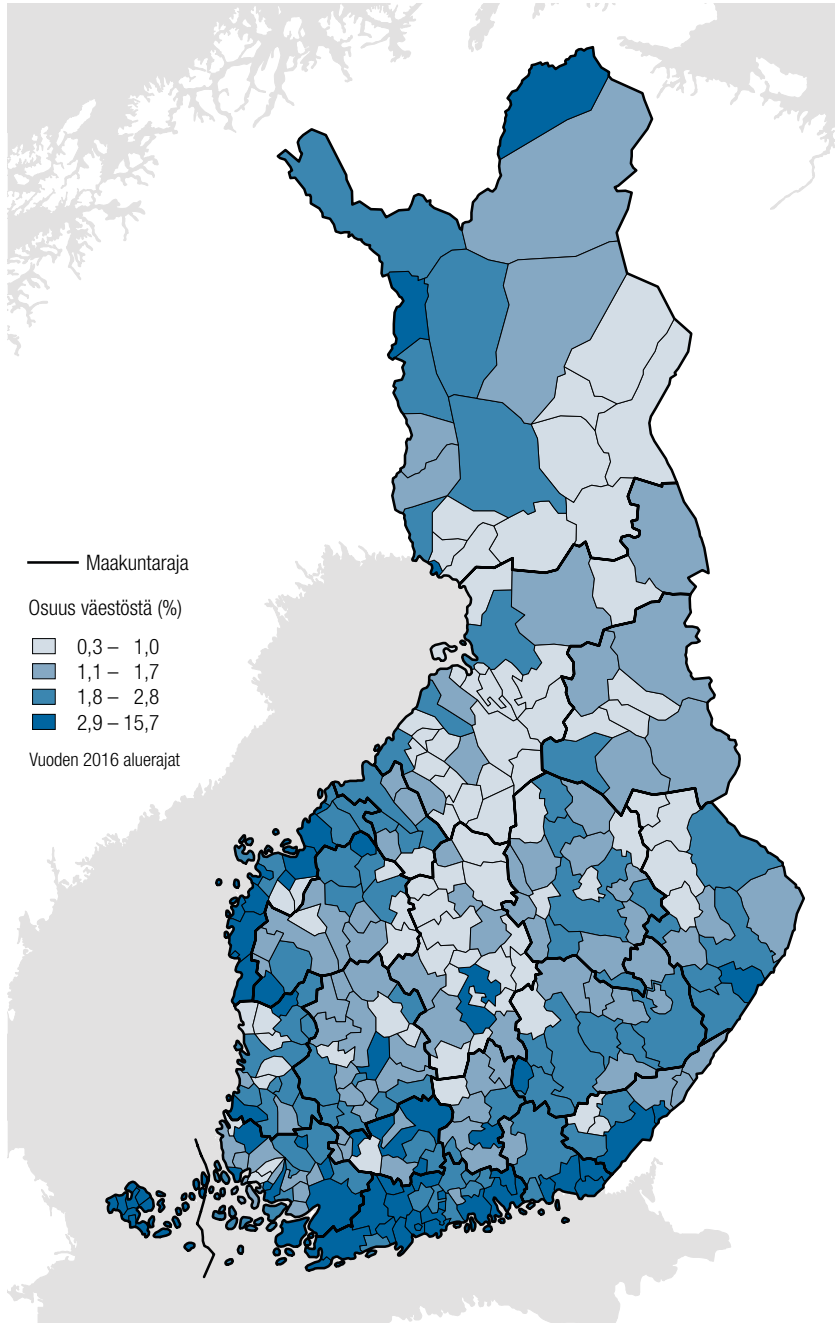 Maakuntaraja
Osuus väestöstä (%)
0,3 – 1,0
1,1 – 1,7
1,8 – 2,8
2,9 – 15,7
Vuoden 2016 aluerajat